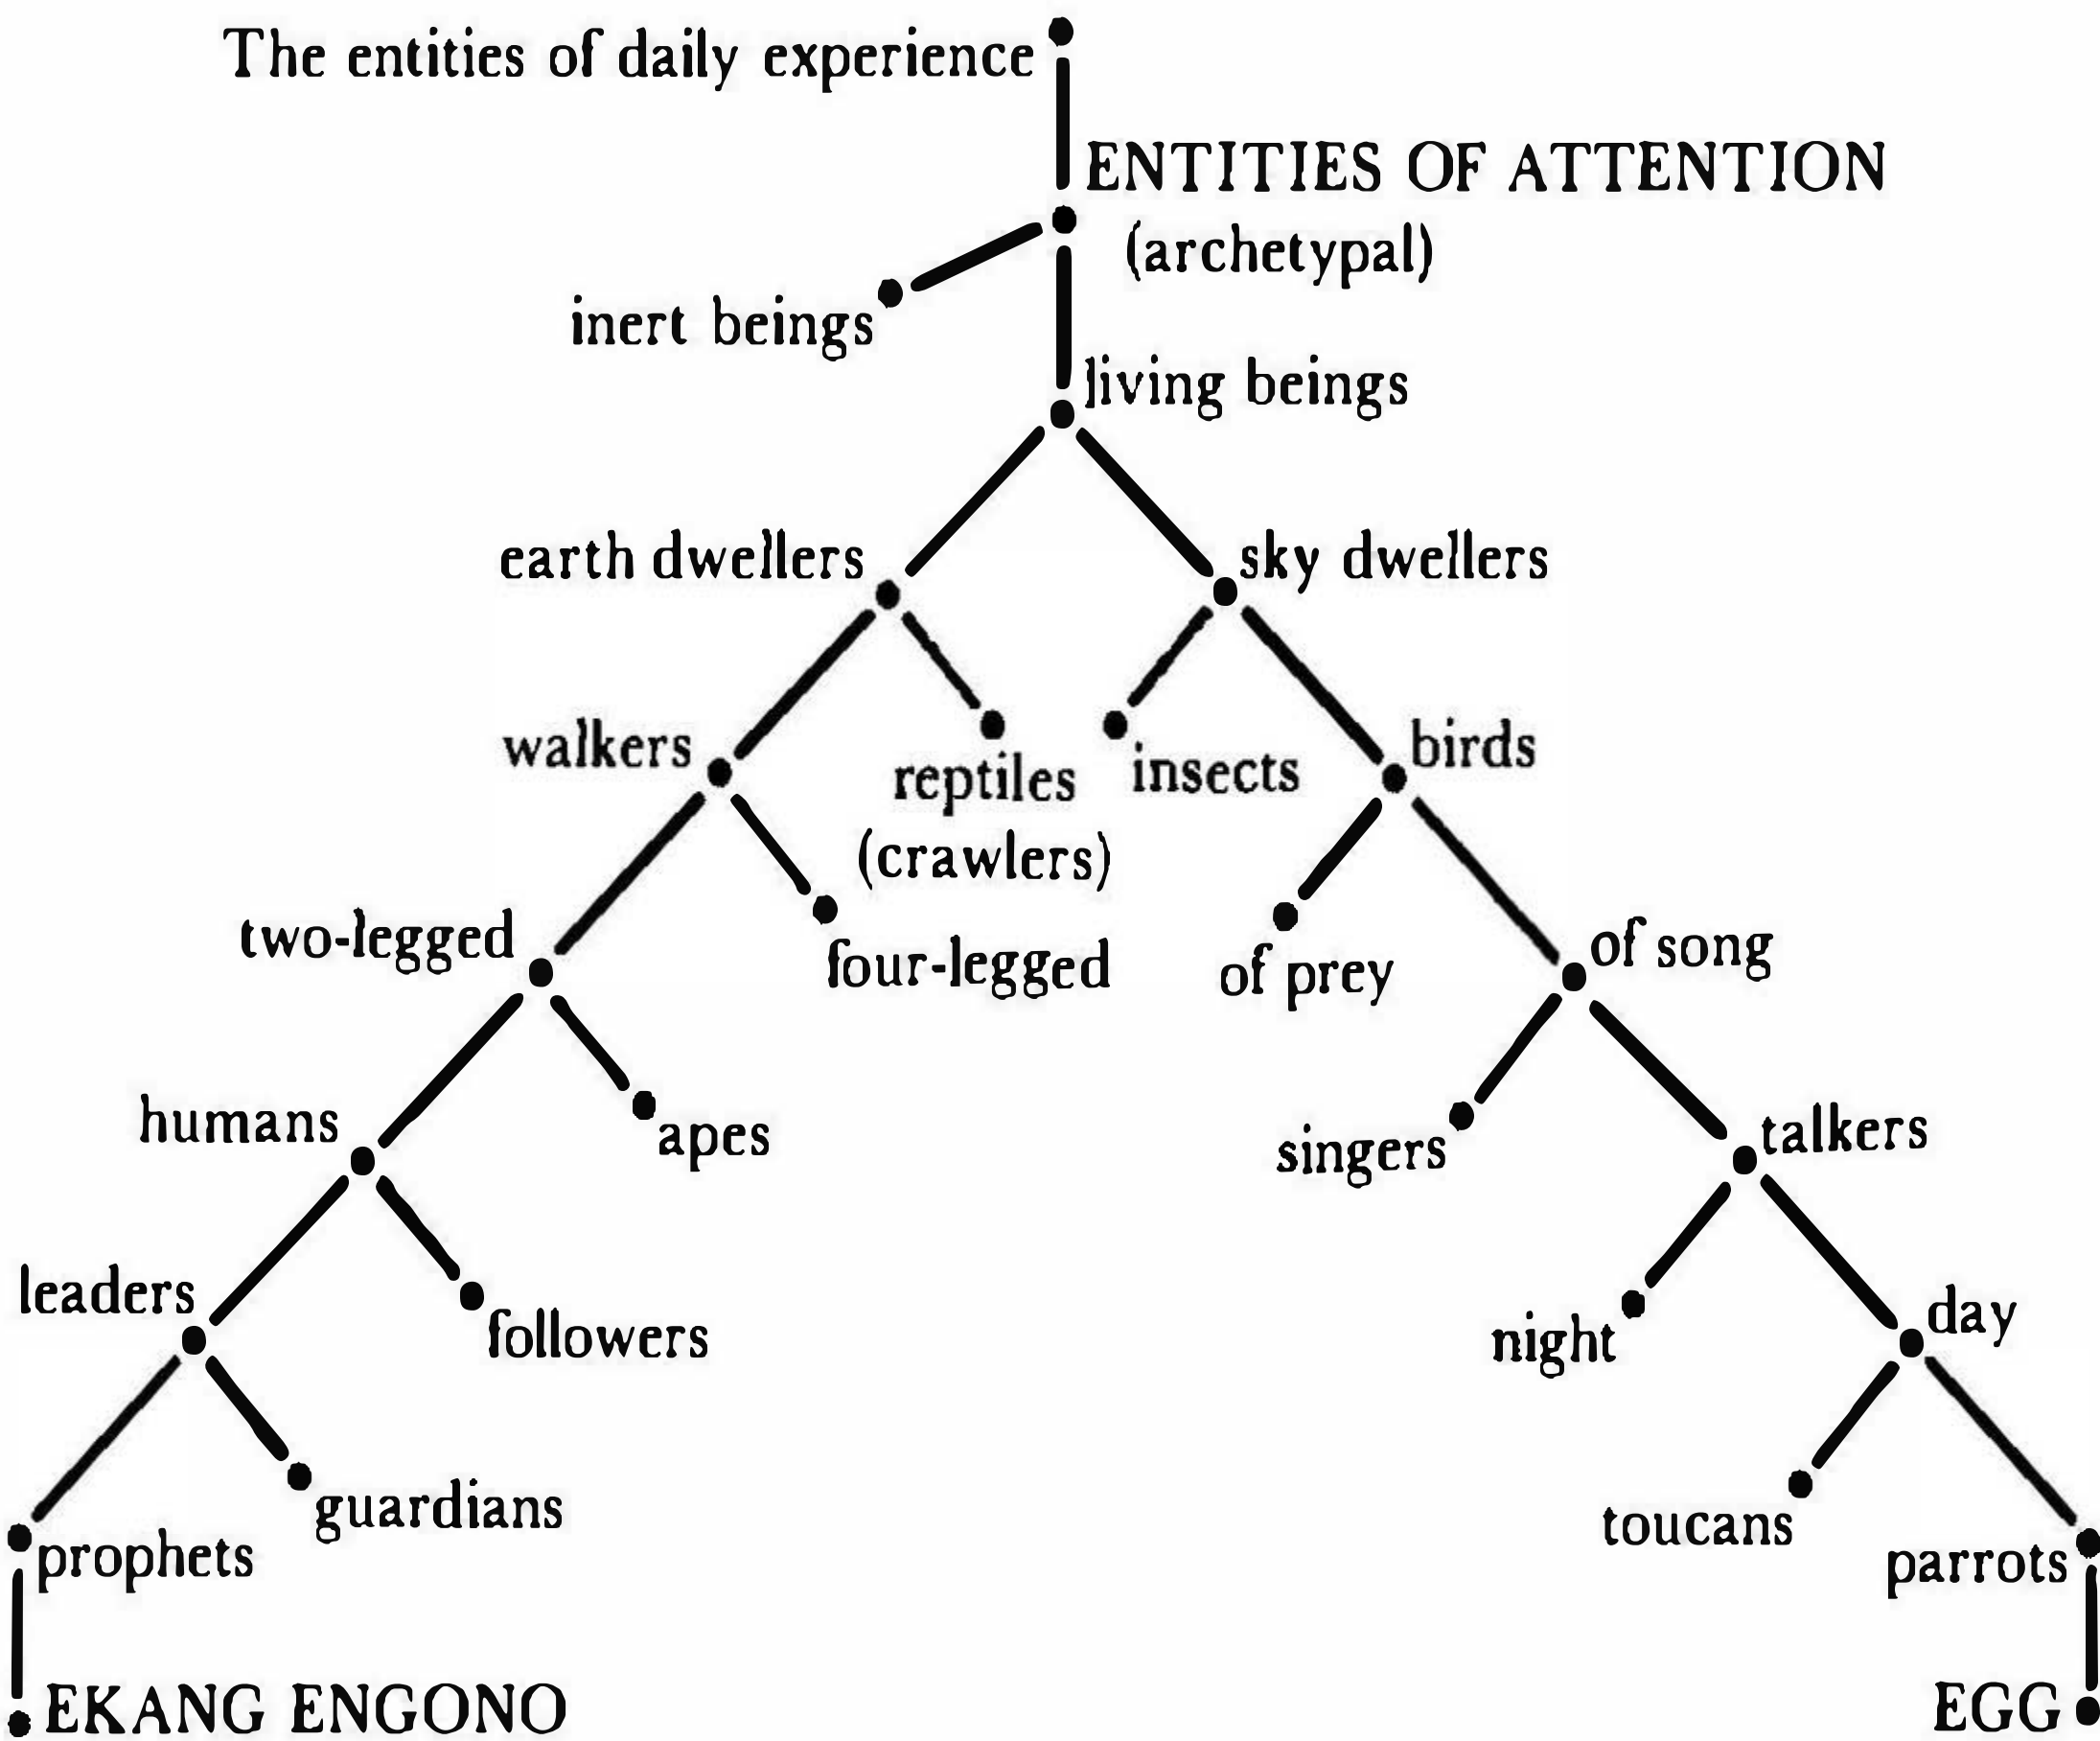 The entities of daily experience
ENTITIES OF ATTENTION
(archetypal)
inert beings
living beings
earth dwellers
sky dwellers
walkers
reptiles
(crawlers)
insects
birds
two-legged
four-legged
of prey
of song
humans
apes
singers
talkers
leaders
followers
night
day
prophets
guardians
toucans
parrots
EKANG ENGONO
EGG